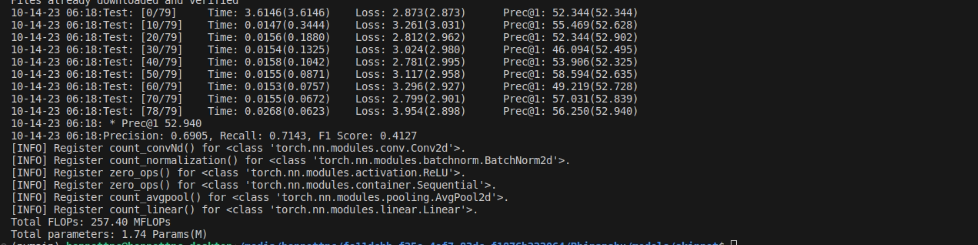 Files already downloaded and verified
10-14-23 06:18:Test: [0/79] Time: 3.6146(3.6146) Loss: 2.873(2.873) Prec@1: 52.344(52.344)
10-14-23 06:18:Test: [10/79] Time: 0.0147(0.3444) Loss: 3.261(3.031) Prec@1: 55.469(52.628)
10-14-23 06:18:Test: [20/79] Time: 0.0156(0.1880) Loss: 2.812(2.962) Prec@1: 52.344(52.902)
10-14-23 06:18:Test: [30/79] Time: 0.0154(0.1325) Loss: 3.024(2.980) Prec@1: 46.094(52.495)
10-14-23 06:18:Test: [40/79] Time: 0.0158(0.1042) Loss: 2.781(2.995) Prec@1: 53.906(52.325)
10-14-23 06:18:Test: [50/79] Time: 0.0155(0.0871) Loss: 3.117(2.958) Prec@1: 58.594(52.635)
10-14-23 06:18:Test: [60/79] Time: 0.0153(0.0757) Loss: 3.296(2.927) Prec@1: 49.219(52.728)
10-14-23 06:18:Test: [70/79] Time: 0.0155(0.0672) Loss: 2.799(2.901) Prec@1: 57.031(52.839)
10-14-23 06:18:Test: [78/79] Time: 0.0268(0.0623) Loss: 3.954(2.898) Prec@1: 56.250(52.940)
10-14-23 06:18: * Prec@1 52.940
10-14-23 06:18:Precision: 0.6905, Recall: 0.7143, F1 Score: 0.4127
[INFO] Register count_convNd() for <class 'torch.nn.modules.conv.Conv2d'>.
[INFO] Register count_normalization() for <class 'torch.nn.modules.batchnorm.BatchNorm2d'>.
[INFO] Register zero_ops() for <class 'torch.nn.modules.activation.ReLU'>.
[INFO] Register zero_ops() for <class 'torch.nn.modules.container.Sequential'>.
[INFO] Register count_avgpool() for <class 'torch.nn.modules.pooling.AvgPool2d'>.
[INFO] Register count_linear() for <class 'torch.nn.modules.linear.Linear'>.
Total FLOPs: 257.40 MFLOPs
Total parameters: 1.74 Params(M)